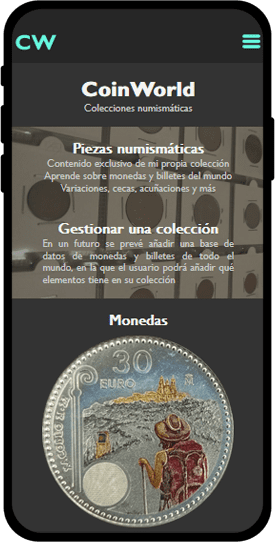 CW
CoinWorld
Colecciones numismáticas
Piezas numismáticas
Contenido exclusivo de mi propia colección
Aprende sobre monedas y billetes del mundo
Variaciones, cecas, acuñaciones y más
Gestionar una colección
En un futuro se prevé añadir una base de
datos de monedas y billetes de todo el
mundo, en la que el usuario podrá añadir qué
elementos tiene en su colección
Monedas
30
EURO